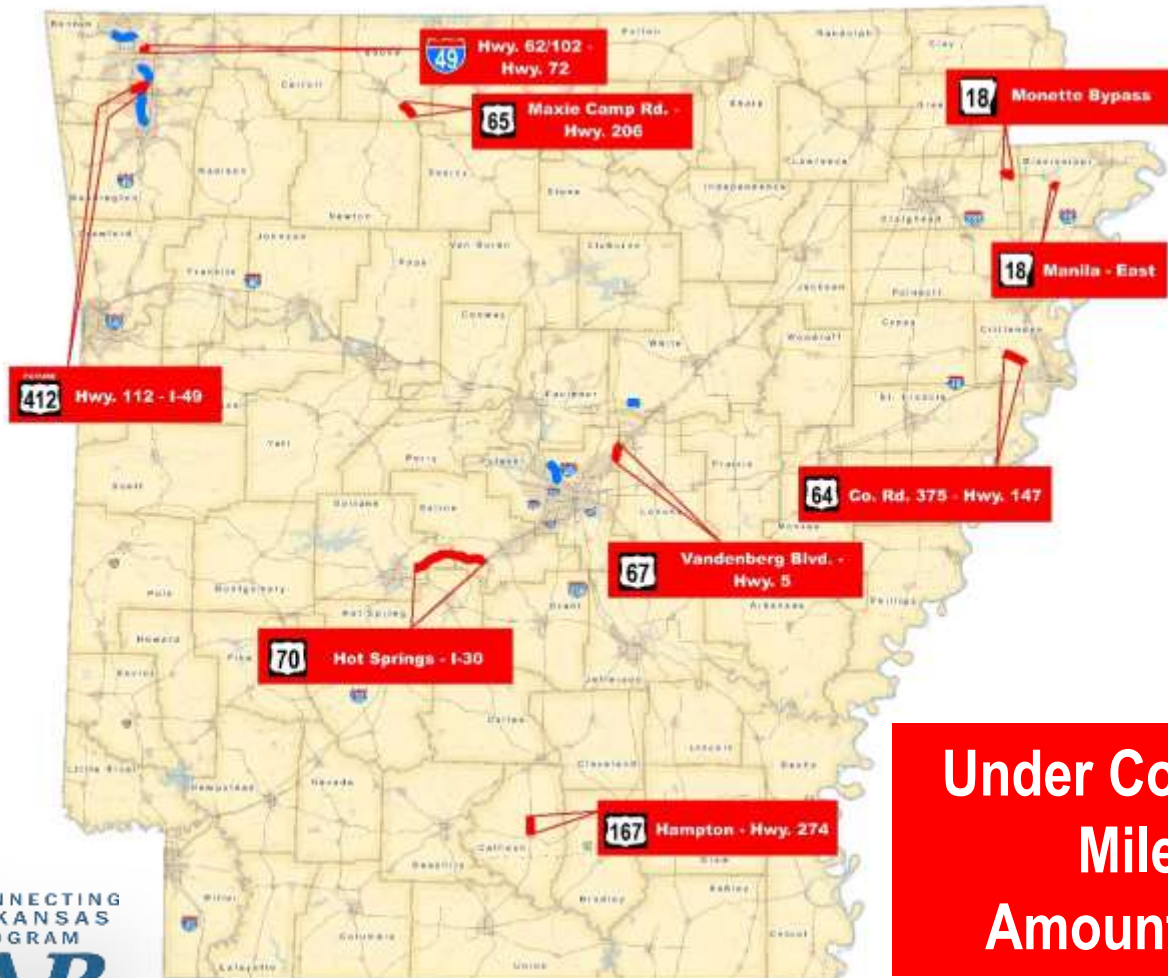 49
Hwy. 62/102 -
Hwy. 72
65
Maxie Camp Rd. -
Hwy. 206
18
Monette Bypass
18
Manila - East
412
Hwy. 112 - I-49
64
Co. Rd. 375 - Hwy. 147
67
Vandenberg Blvd. -
Hwy. 5
70
Hot Springs - I-30
167
Hampton - Hwy. 274
Benton
Carroll
Fulton
Randolph
Clay
Madison
Newton
Searcy
Stone
Independence
Lawrence
Sharp
Mississippi
Craighead
Washington
Crawford
Franklin
Johnson
Pope
Van Buren
Cleburne
Jackson
Poinsett
Conway
White
Woodruff
Cross
Crittenden
St. Francis
Faulkner
Yell
Perry
Pulaski
Prairie
Scott
Garland
Saline
Lonoke
Monroe
Polk
Montgomery
Hot Spring
Grant
Arkansas
Phillips
Howard
Pike
Sevier
Jefferson
Dallas
Cleveland
Lincoln
Desha
Little River
Hempstead
Nevada
Ouachita
Calhoun
Drew
Bradley
Ashley
Chicot
Miller
Columbia
Lafayette
Union
Under Co
Mile
Amount
NNECTING
KANSAS
OGRAM
AR